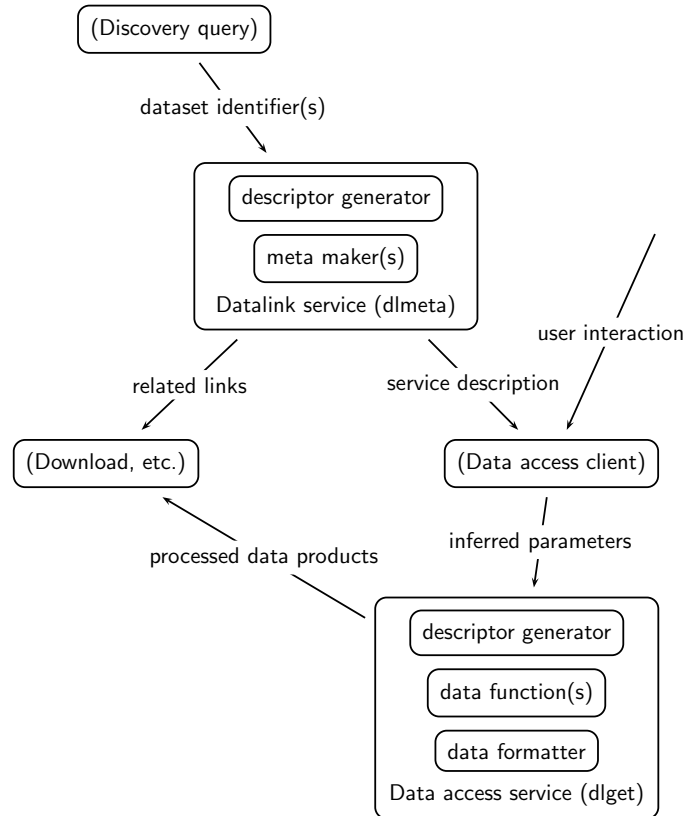 (Discovery query)
dataset identifier(s)
descriptor generator
meta maker(s)
Datalink service (dlmeta)
user interaction
related links
service description
(Download, etc.)
(Data access client)
inferred parameters
processed data products
descriptor generator
data function(s)
data formatter
Data access service (dlget)